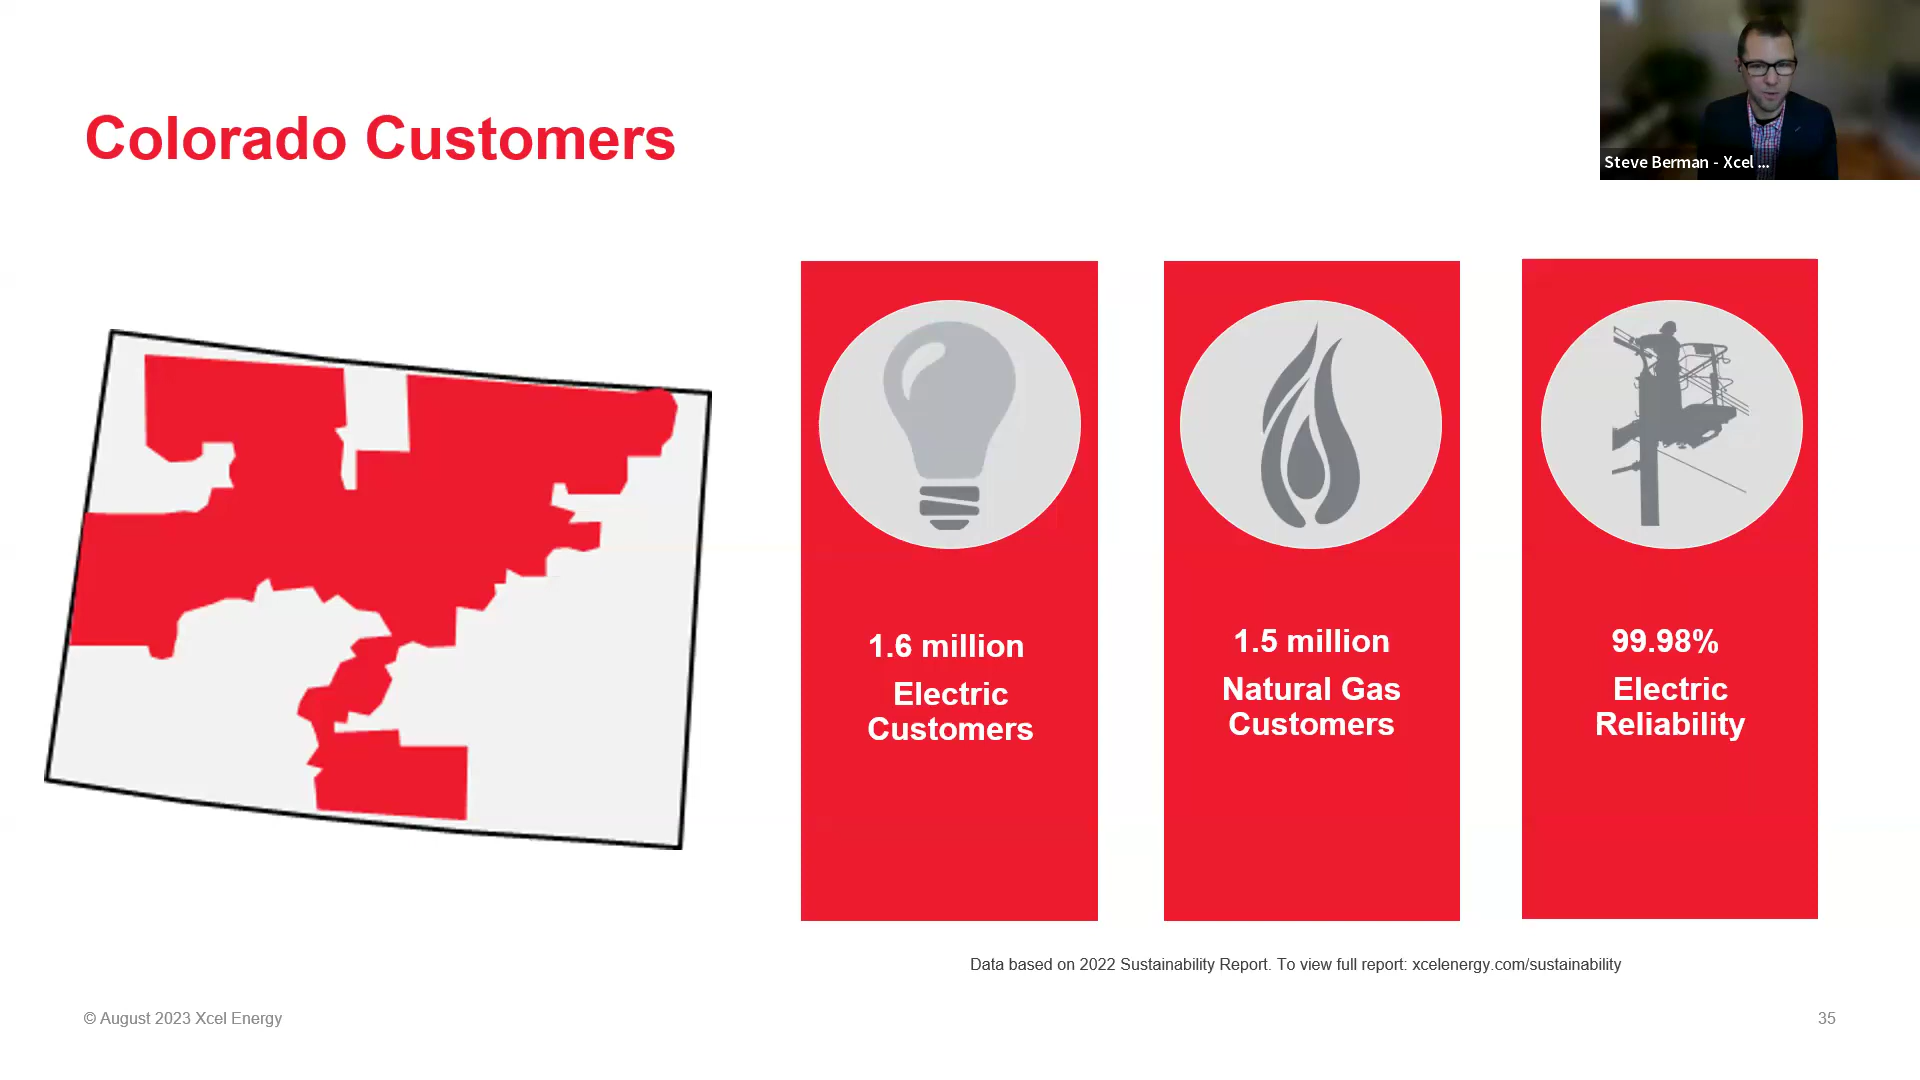 Colorado Customers
Steve Berman - Xcel ...
1.6 million
Electric
Customers
1.5 million
Natural Gas
Customers
99.98%
Electric
Reliability
Data based on 2022 Sustainability Report. To view full report: xcelenergy.com/sustainability
© August 2023 Xcel Energy
35